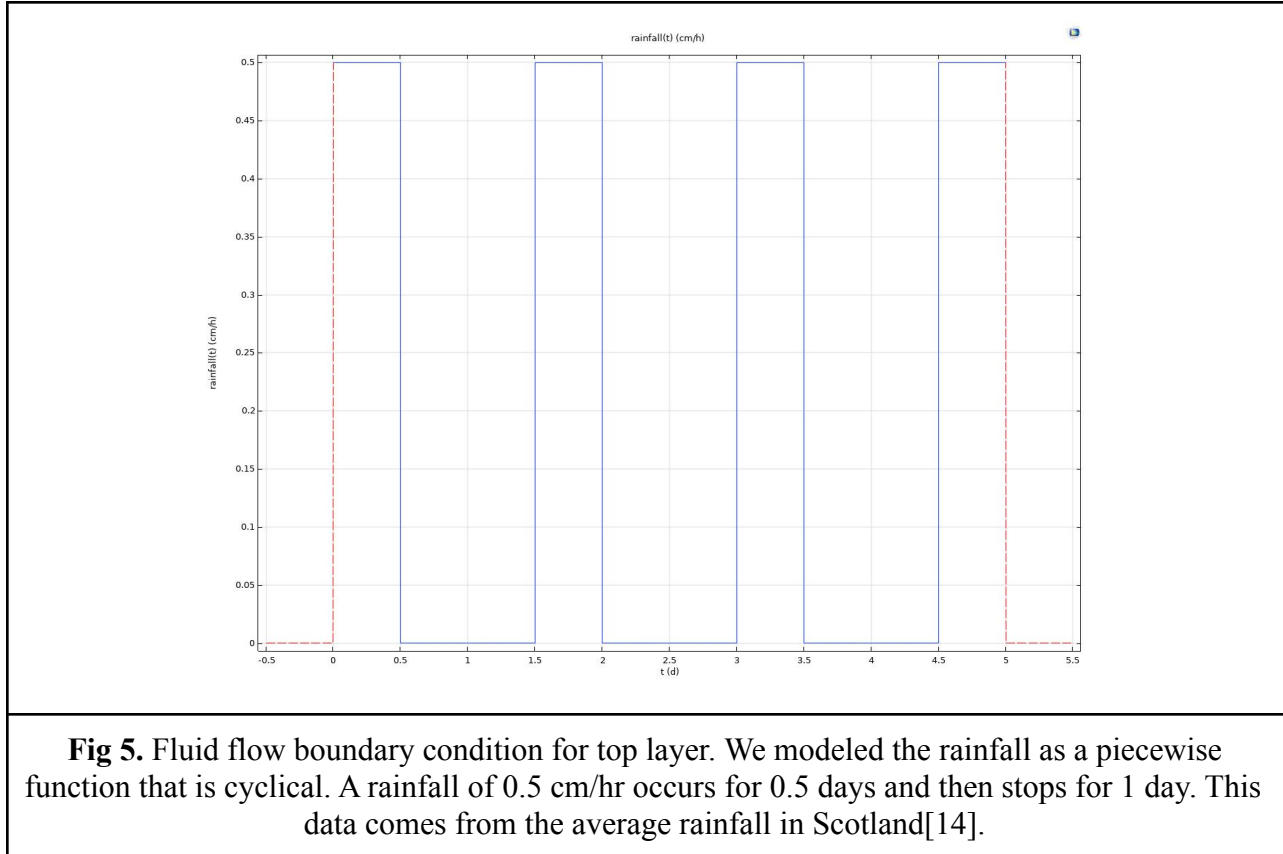 rainfall(t) (cm/h)
0.5
0.45
0.4
0.35
0.3
0.25
0.2
0.15
0.1
0.05
0
rainfall(t) (cm/h)
-0.5 0 0.5 1 1.5 2 2.5 3 3.5 4 4.5 5 5.5
t (d)
Fig 5. Fluid flow boundary condition for top layer. We modeled the rainfall as a piecewise
function that is cyclical. A rainfall of 0.5 cm/hr occurs for 0.5 days and then stops for 1 day. This
data comes from the average rainfall in Scotland[14].